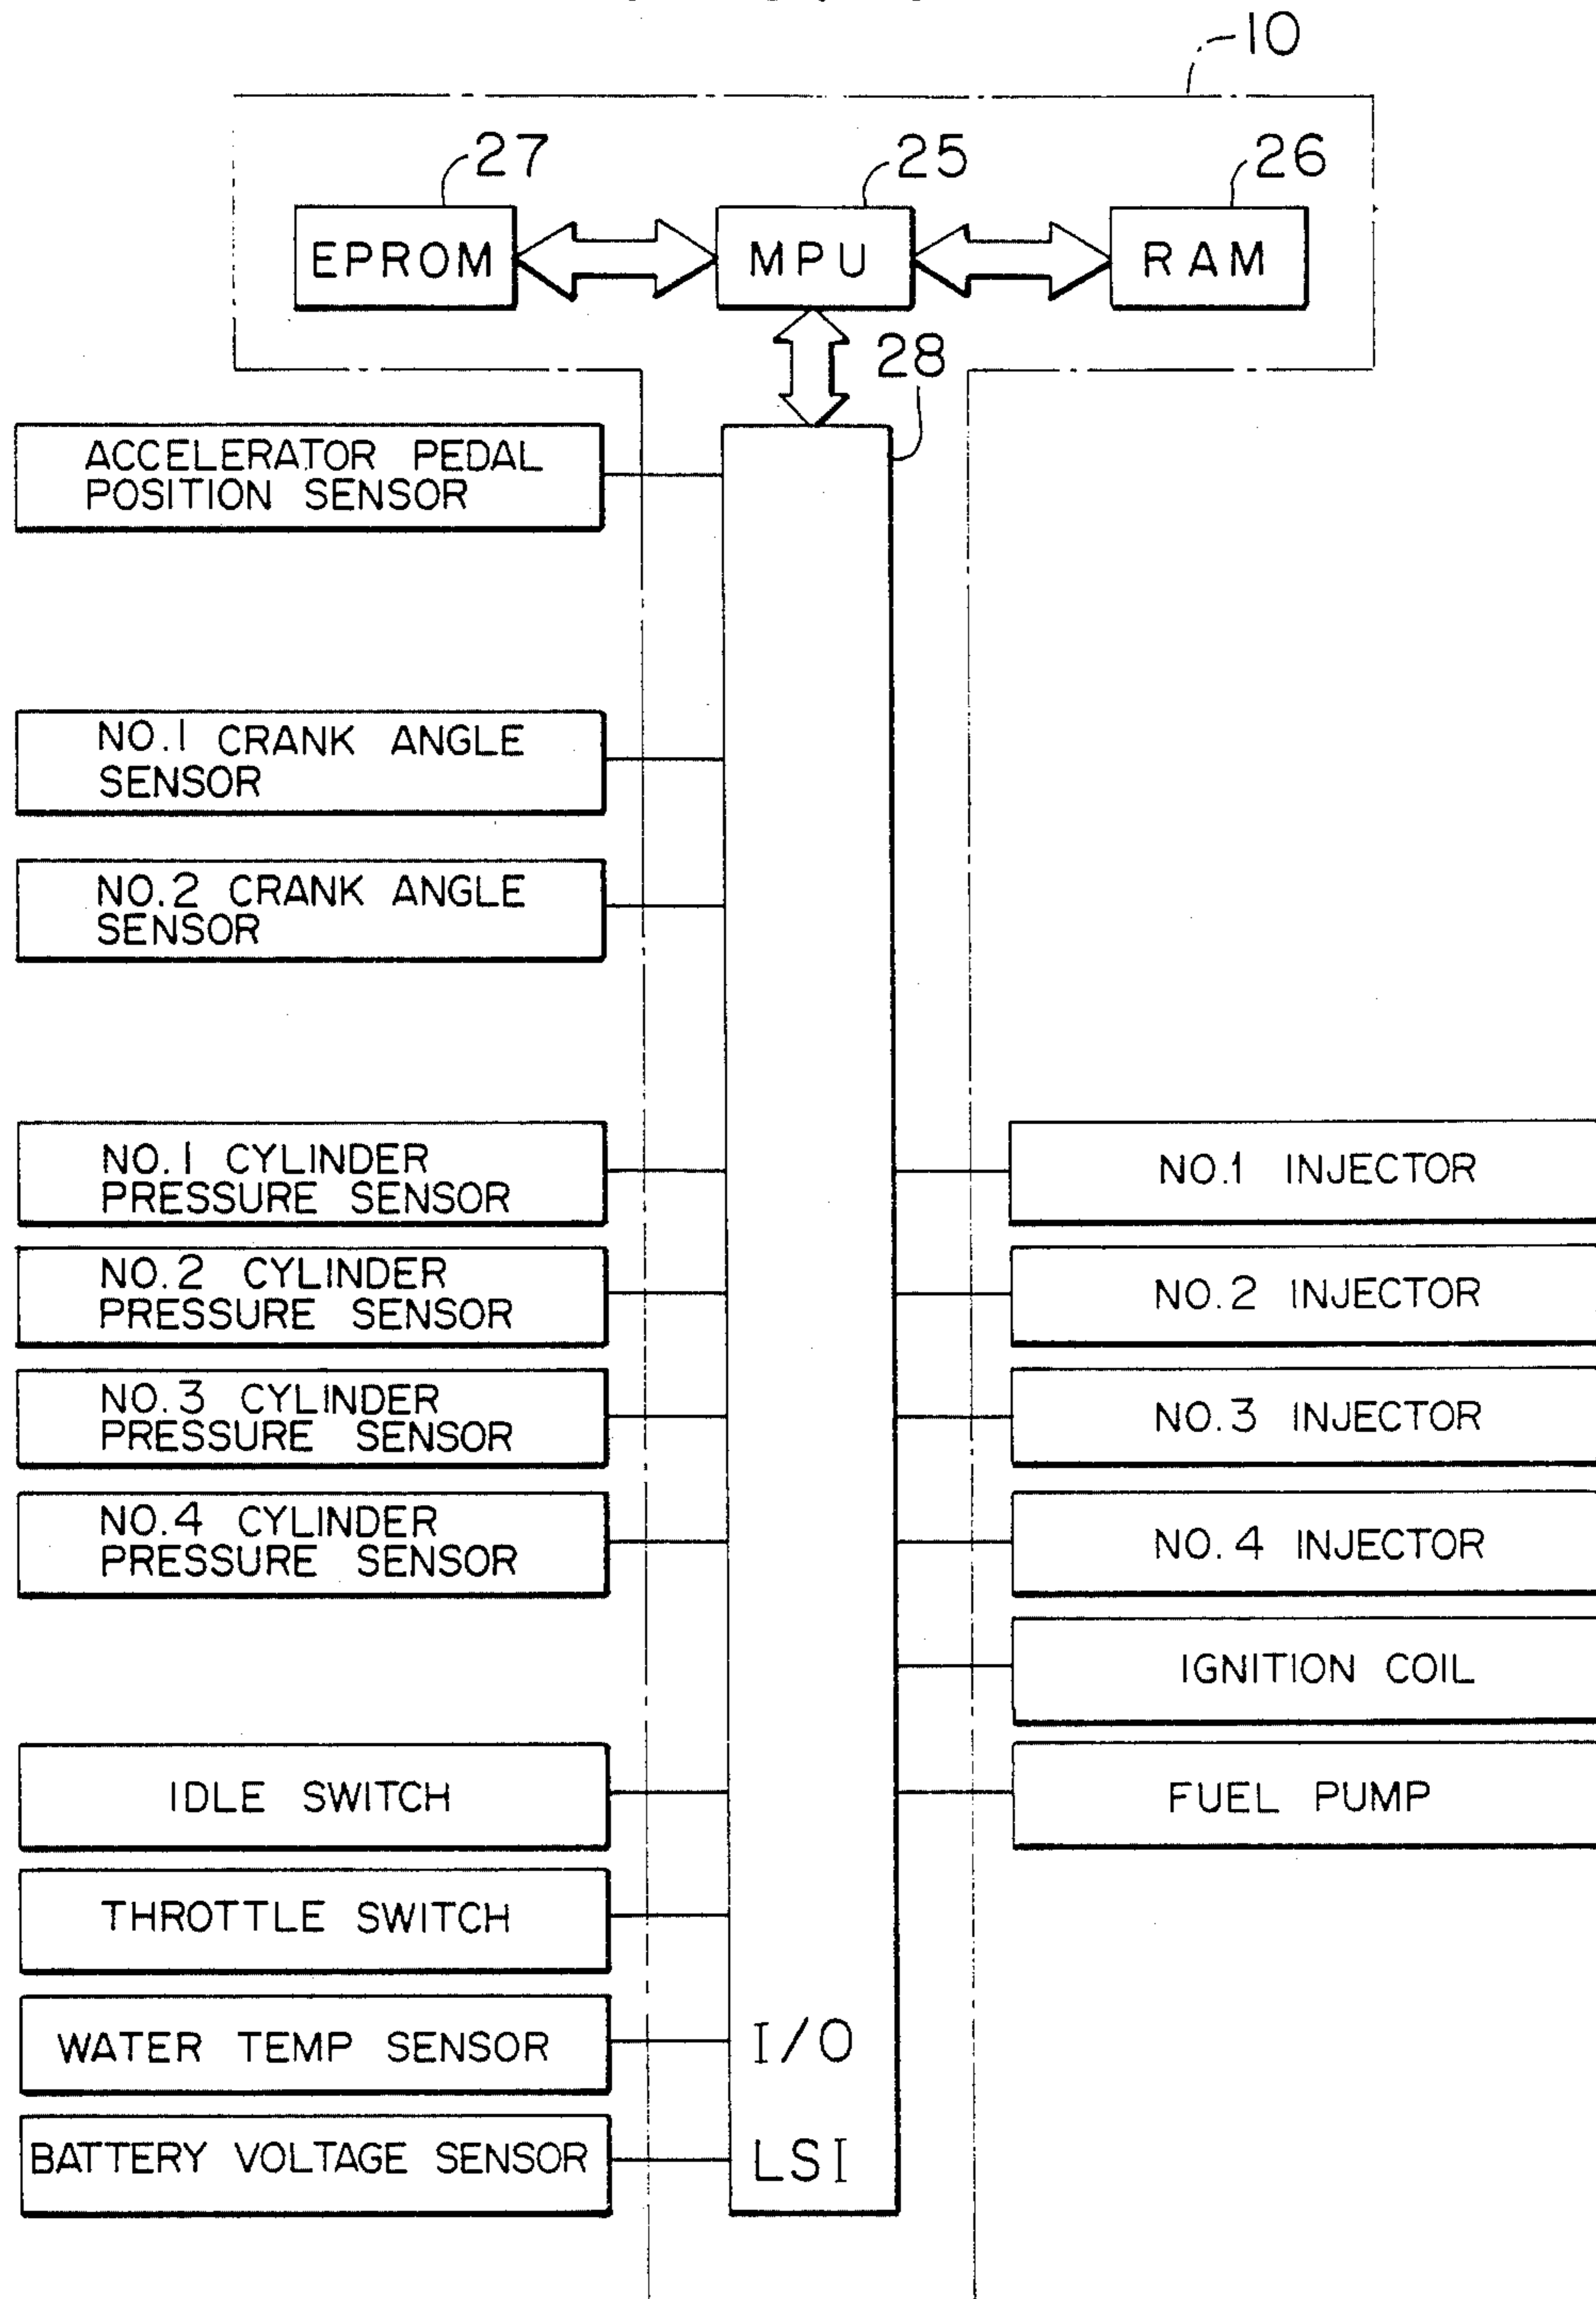 10
27
25
26
EPROM
MPU
RAM
28
ACCELERATOR PEDAL
POSITION SENSOR
NO.1 CRANK ANGLE
SENSOR
NO.2 CRANK ANGLE
SENSOR
NO.1 CYLINDER
PRESSURE SENSOR
NO.2 CYLINDER
PRESSURE SENSOR
NO.3 CYLINDER
PRESSURE SENSOR
NO.4 CYLINDER
PRESSURE SENSOR
IDLE SWITCH
THROTTLE SWITCH
WATER TEMP SENSOR
BATTERY VOLTAGE SENSOR
I/O
LSI
NO.1 INJECTOR
NO.2 INJECTOR
NO.3 INJECTOR
NO.4 INJECTOR
IGNITION COIL
FUEL PUMP